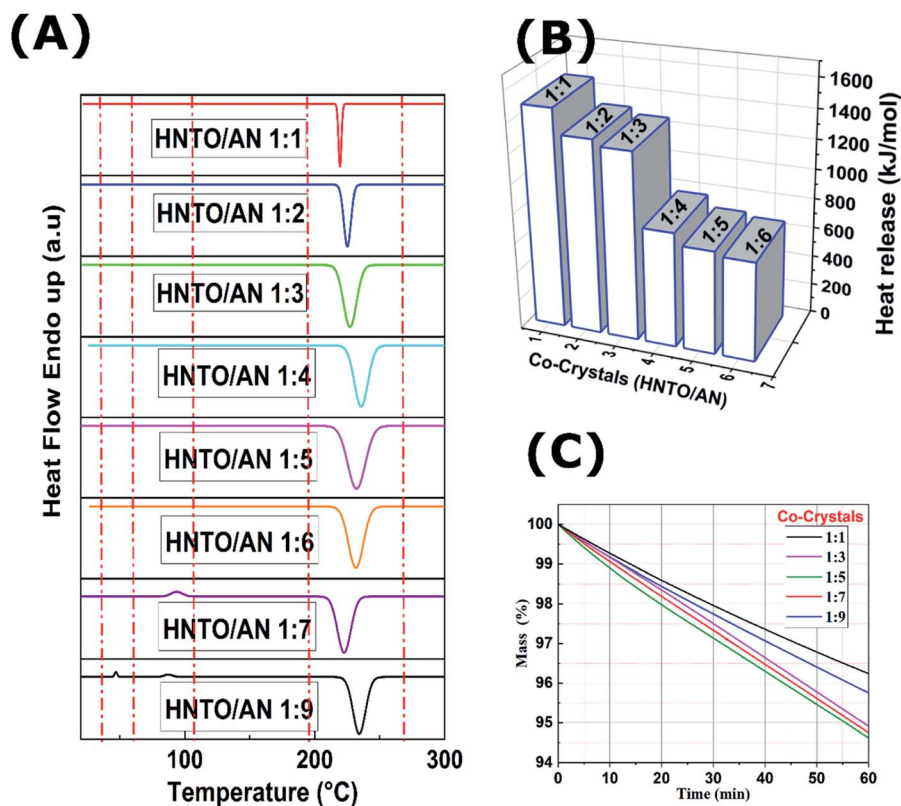 (A)
Heat Flow Endo up (a.u)
HNTO/AN 1:1
HNTO/AN 1:2
HNTO/AN 1:3
HNTO/AN 1:4
HNTO/AN 1:5
HNTO/AN 1:6
HNTO/AN 1:7
HNTO/AN 1:9
100 200 300
Temperature (°C)
(B)
1:1
1:2
1:3
1:4
1:5
1:6
1600
1400
1200
1000
800
600
400
200
0
Heat release (kJ/mol)
1 2 3 4 5 6 7
Co-Crystals (HNTO/AN)
(C)
Co-Crystals
1:1
1:3
1:5
1:7
1:9
100
99
98
97
96
95
94
Mass (%)
0 10 20 30 40 50 60
Time (min)